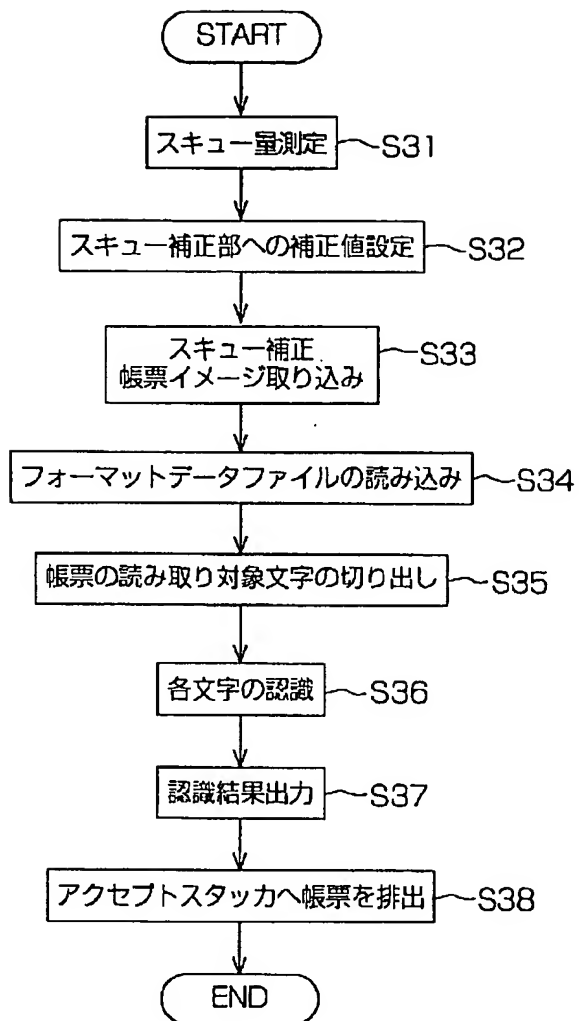 START
スキュー量測定 S31
スキュー補正部への補正値設定 S32
スキュー補正
帳票イメージ取り込み S33
フォーマットデータファイルの読み込み S34
帳票の読み取り対象文字の切り出し S35
各文字の認識 S36
認識結果出力 S37
アクセプトスタッカへ帳票を排出 S38
END